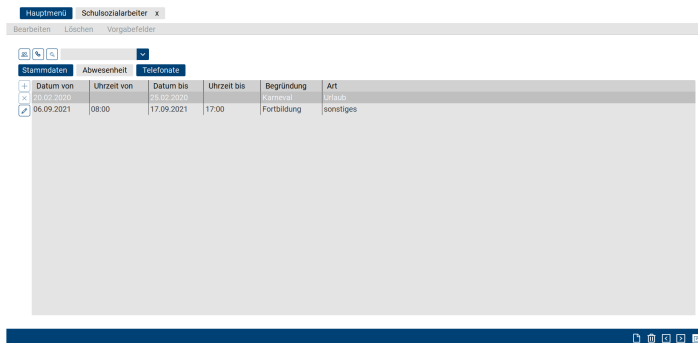 Hauptmenü Schulsozialarbeiter x
Bearbeiten Löschen Vorgabefelder
Stammdaten Abwesenheit Telefonate
Datum von Uhrzeit von Datum bis Uhrzeit bis Begründung Art
20.02.2020 25.02.2020 Karneval Urlaub
06.09.2021 08:00 17.09.2021 17:00 Fortbildung sonstiges